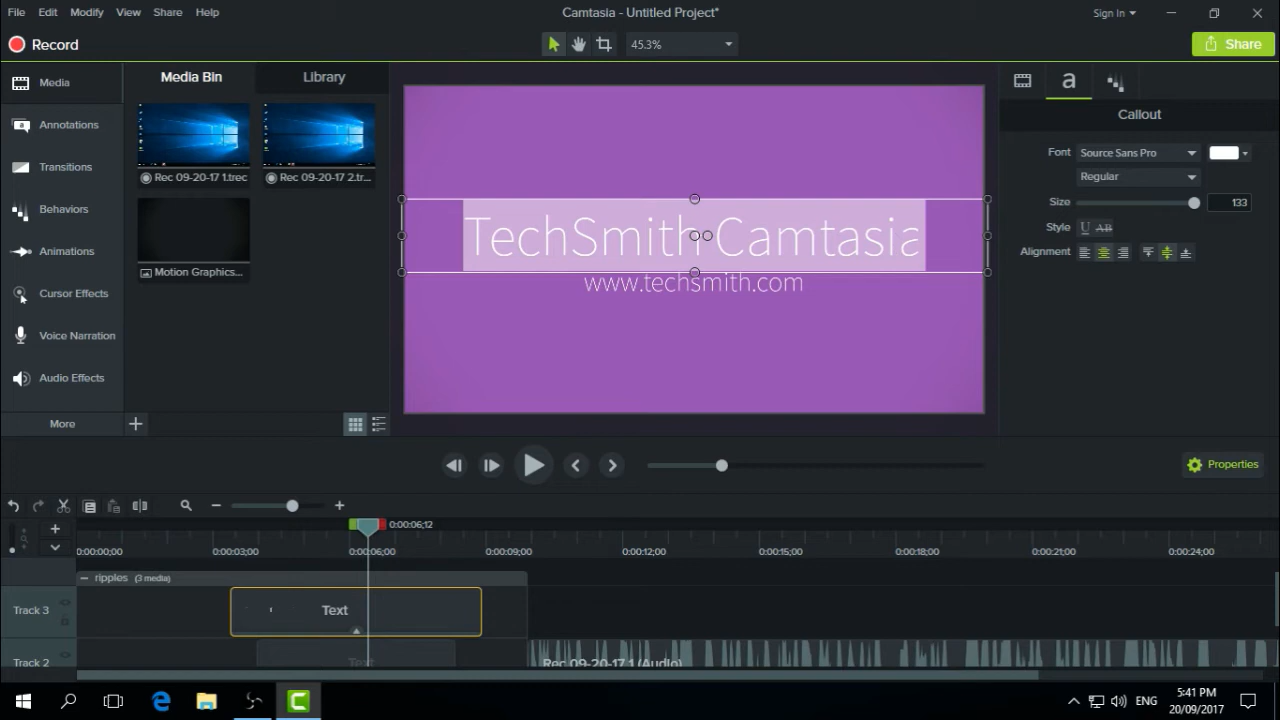 File Edit Modify View Share Help
Camtasia - Untitled Project*
Sign In
Record
45.3%
Share
Media
Annotations
Transitions
Behaviors
Animations
Cursor Effects
Voice Narration
Audio Effects
More
Media Bin
Library
Rec 09-20-17 1.trec
Rec 09-20-17 2.tr...
Motion Graphics...
TechSmith Camtasia
www.techsmith.com
a
Callout
Font Source Sans Pro
Regular
Size 133
Style U AB
Alignment
Properties
0:00:06;12
0:00:00;00 0:00:03;00 0:00:06;00 0:00:09;00 0:00:12;00 0:00:15;00 0:00:18;00 0:00:21;00 0:00:24;00
ripples (3 media)
Track 3
Text
Track 2
Text
Rec 09-20-17 1 (Audio)
ENG
5:41 PM
20/09/2017